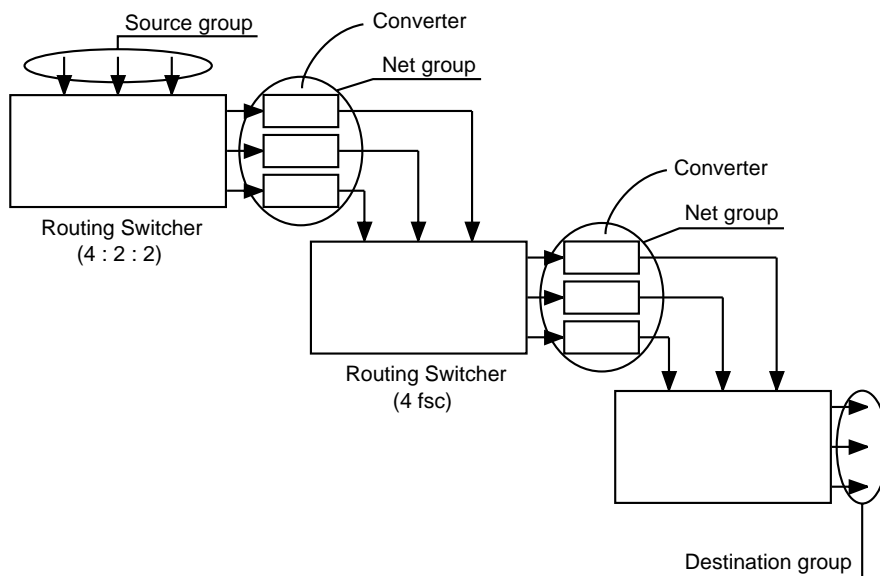 Source group
Converter
Net group
Routing Switcher
(4 : 2 : 2)
Converter
Net group
Routing Switcher
(4 fsc)
Destination group